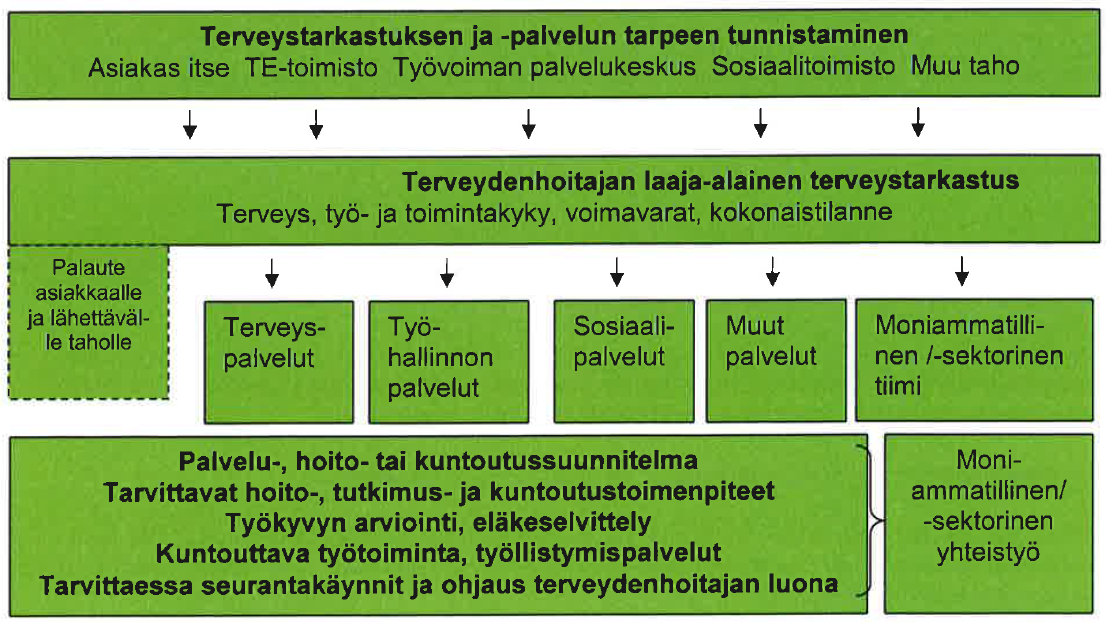 Terveystarkastuksen ja -palvelun tarpeen tunnistaminen
Asiakas itse TE-toimisto Työvoiman palvelukeskus Sosiaalitoimisto Muu taho
Terveydenhoitajan laaja-alainen terveystarkastus
Terveys, työ- ja toimintakyky, voimavarat, kokonaistilanne
Palaute
asiakkaalle
ja lähettäväl-
le taholle
Terveys-
palvelut
Työ-
hallinnon
palvelut
Sosiaali-
palvelut
Muut
palvelut
Moniammatilli-
nen /-sektorinen
tiimi
Palvelu-, hoito- tai kuntoutussuunnitelma
Tarvittavat hoito-, tutkimus- ja kuntoutustoimenpiteet
Työkyvyn arviointi, eläkeselvittely
Kuntouttava työtoiminta, työllistymispalvelut
Tarvittaessa seurantakäynnit ja ohjaus terveydenhoitajan luona
Moni-
ammatillinen/
-sektorinen
yhteistyö